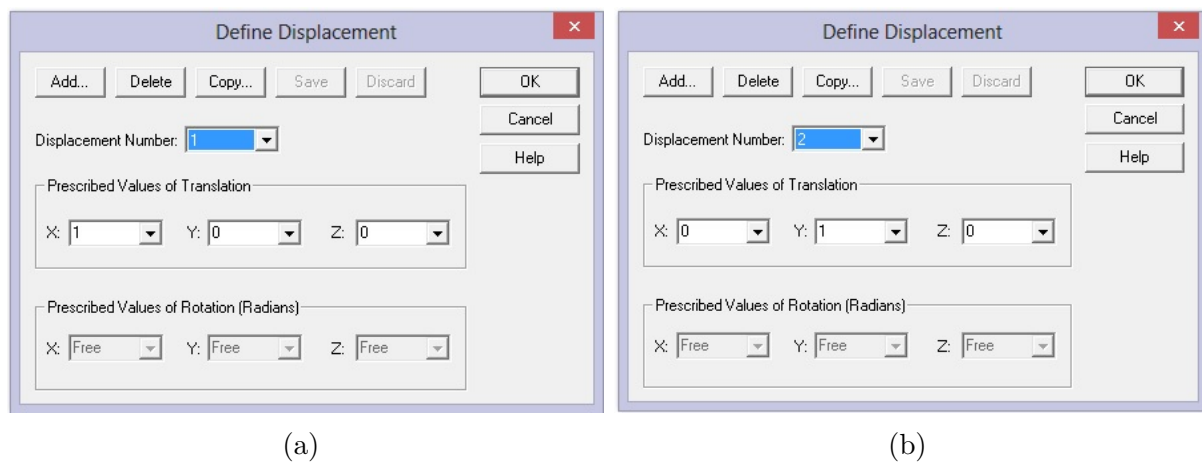 Define Displacement
Add... Delete Copy... Save Discard OK
Cancel
Displacement Number: 1
Help
Prescribed Values of Translation
X: 1 Y: 0 Z: 0
Prescribed Values of Rotation (Radians)
X: Free Y: Free Z: Free
(a)
Define Displacement
Add... Delete Copy... Save Discard OK
Cancel
Displacement Number: 2
Help
Prescribed Values of Translation
X: 0 Y: 1 Z: 0
Prescribed Values of Rotation (Radians)
X: Free Y: Free Z: Free
(b)